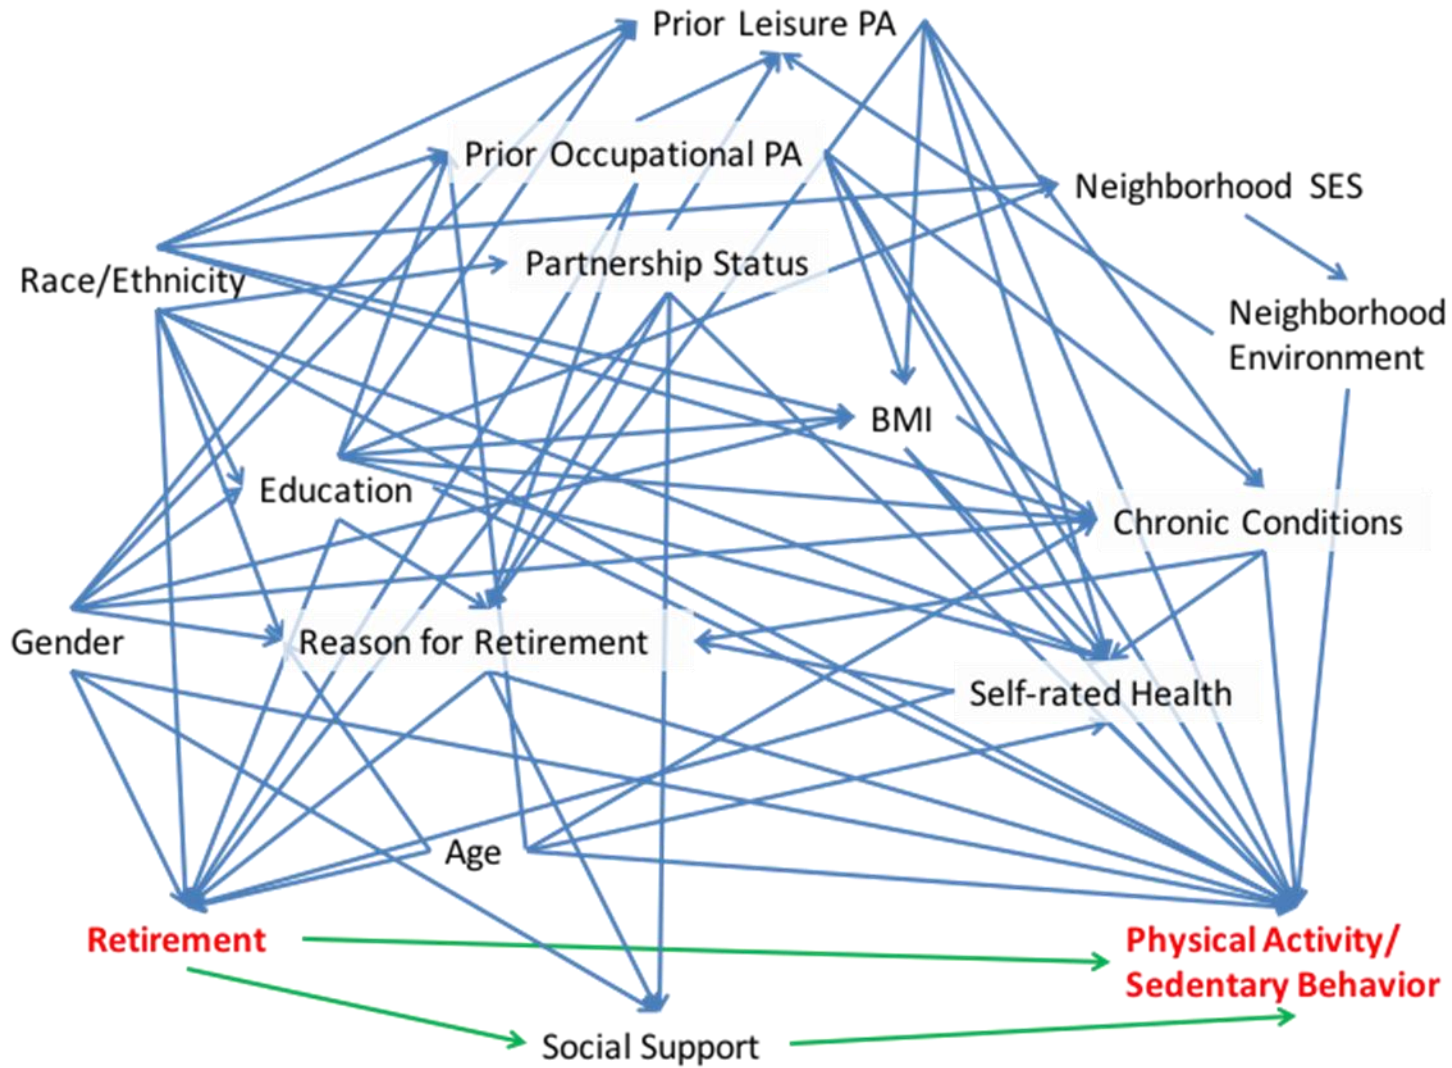 Prior Leisure PA
Prior Occupational PA
Neighborhood SES
Partnership Status
Race/Ethnicity
Neighborhood
Environment
BMI
Education
Chronic Conditions
Gender
Reason for Retirement
Self-rated Health
Age
Retirement
Physical Activity/
Sedentary Behavior
Social Support